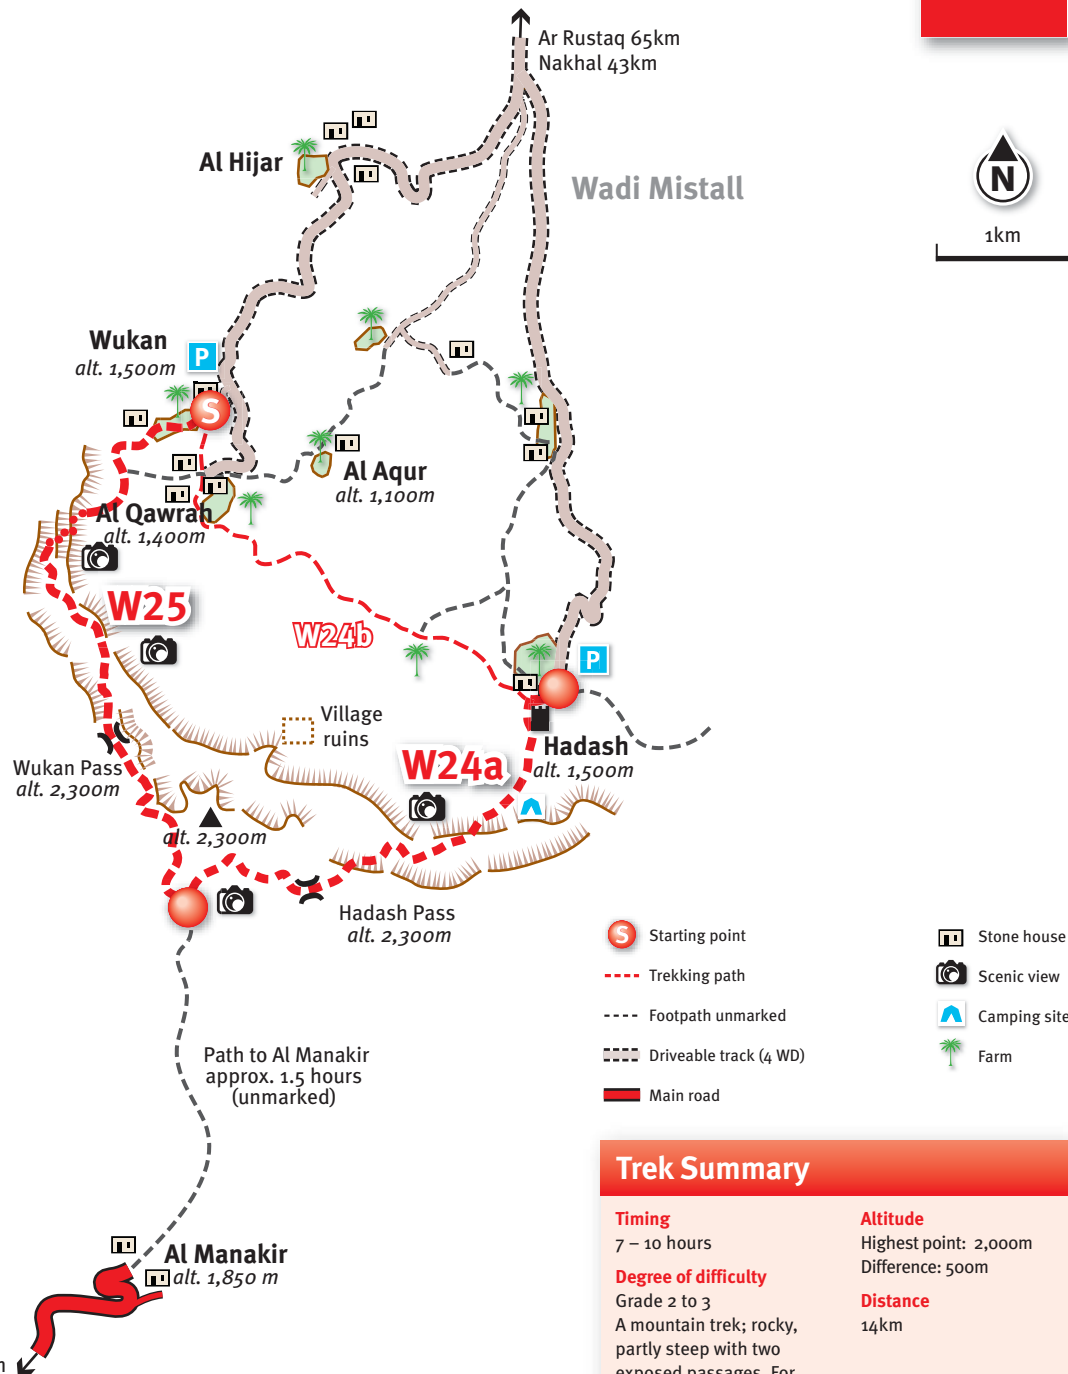 Ar Rustaq 65km
Nakhal 43km
Al Hijar
Wadi Mistall
N
1km
Wukan
alt. 1,500m
P
S
Al Aqur
alt. 1,100m
Al Qawrah
alt. 1,400m
W25
W24b
P
Village
ruins
Hadash
alt. 1,500m
W24a
Wukan Pass
alt. 2,300m
alt. 2,300m
Hadash Pass
alt. 2,300m
S
Starting point
Trekking path
Footpath unmarked
Driveable track (4 WD)
Main road
Stone house
Scenic view
Camping site
Farm
Path to Al Manakir
approx. 1.5 hours
(unmarked)
Al Manakir
alt. 1,850 m
Trek Summary
Timing
7 – 10 hours
Degree of difficulty
Grade 2 to 3
A mountain trek; rocky,
partly steep with two
exposed passages. For
Altitude
Highest point: 2,000m
Difference: 500m
Distance
14km